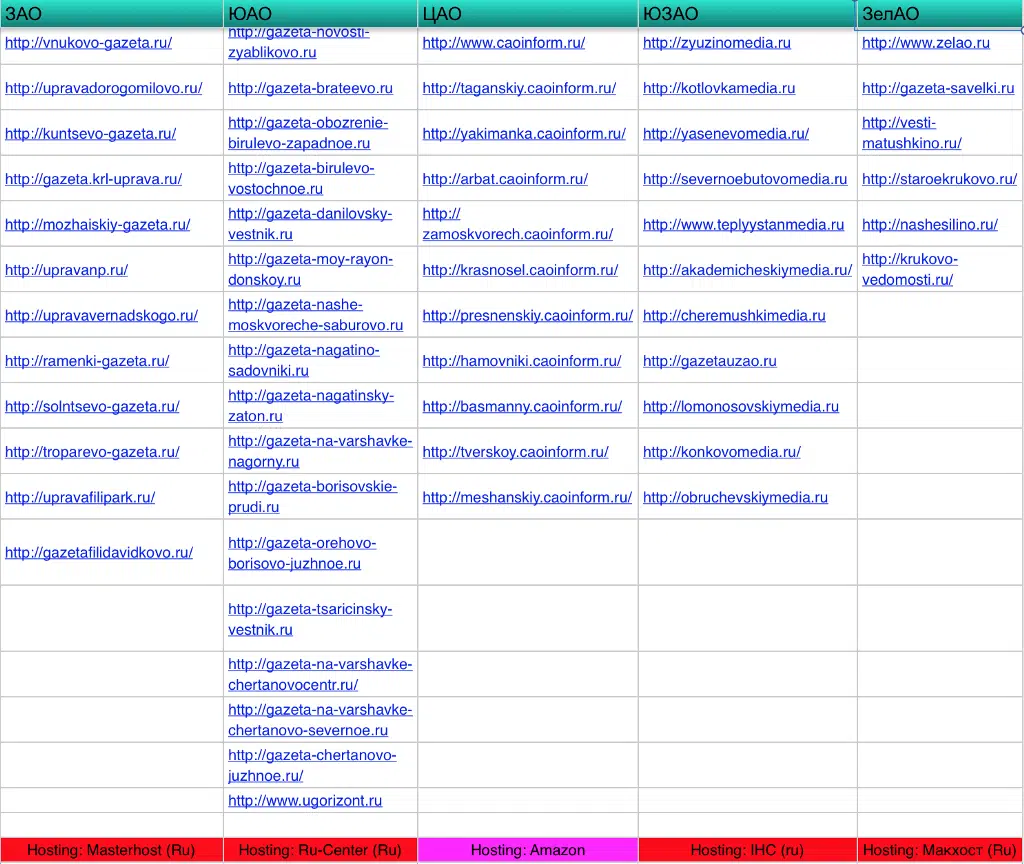 ЗАО ЮАО ЦАО ЮЗАО ЗелАО
http://vnukovo-gazeta.ru/ http://gazeta-novosti- http://www.caoinform.ru/ http://zyuzinomedia.ru http://www.zelao.ru
zyablikovo.ru
http://upravadorogomilovo.ru/ http://gazeta-brateevo.ru http://taganskiy.caoinform.ru/ http://kotlovkamedia.ru http://gazeta-savelki.ru
http://kuntsevo-gazeta.ru/ http://gazeta-obozrenie- http://yakimanka.caoinform.ru/ http://yasenevomedia.ru/ http://vesti-
birulevo-zapadnoe.ru matushkino.ru/
http://gazeta.krl-uprava.ru/ http://gazeta-birulevo- http://arbat.caoinform.ru/ http://severnoebutovomedia.ru http://staroekrukovo.ru/
vostochnoe.ru
http://mozhaiskiy-gazeta.ru/ http://gazeta-danilovsky- http:// http://www.teplyystanmedia.ru http://nashesilino.ru/
vestnik.ru zamoskvorech.caoinform.ru/
http://upravanp.ru/ http://gazeta-moy-rayon- http://krasnosel.caoinform.ru/ http://akademicheskiymedia.ru/ http://krukovo-
donskoy.ru vedomosti.ru/
http://upravavernadskogo.ru/ http://gazeta-nashe- http://presnenskiy.caoinform.ru/ http://cheremushkimedia.ru
moskvoreche-saburovo.ru
http://ramenki-gazeta.ru/ http://gazeta-nagatino- http://hamovniki.caoinform.ru/ http://gazetauzao.ru
sadovniki.ru
http://solntsevo-gazeta.ru/ http://gazeta-nagatinsky- http://basmanny.caoinform.ru/ http://lomonosovskiymedia.ru
zaton.ru
http://troparevo-gazeta.ru/ http://gazeta-na-varshavke- http://tverskoy.caoinform.ru/ http://konkovomedia.ru/
nagorny.ru
http://upravafilipark.ru/ http://gazeta-borisovskie- http://meshanskiy.caoinform.ru/ http://obruchevskiymedia.ru
prudi.ru
http://gazetafilidavidkovo.ru/ http://gazeta-orehovo-
borisovo-juzhnoe.ru
http://gazeta-tsaricinsky-
vestnik.ru
http://gazeta-na-varshavke-
chertanovocentr.ru/
http://gazeta-na-varshavke-
chertanovo-severnoe.ru
http://gazeta-chertanovo-
juzhnoe.ru/
http://www.ugorizont.ru
Hosting: Masterhost (Ru) Hosting: Ru-Center (Ru) Hosting: Amazon Hosting: IHC (ru) Hosting: Макхост (Ru)